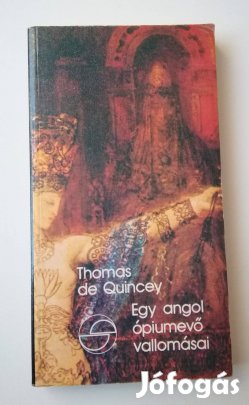 Thomas
de Quincey
Egy angol
ópiumevő
vallomásai
Jófogás